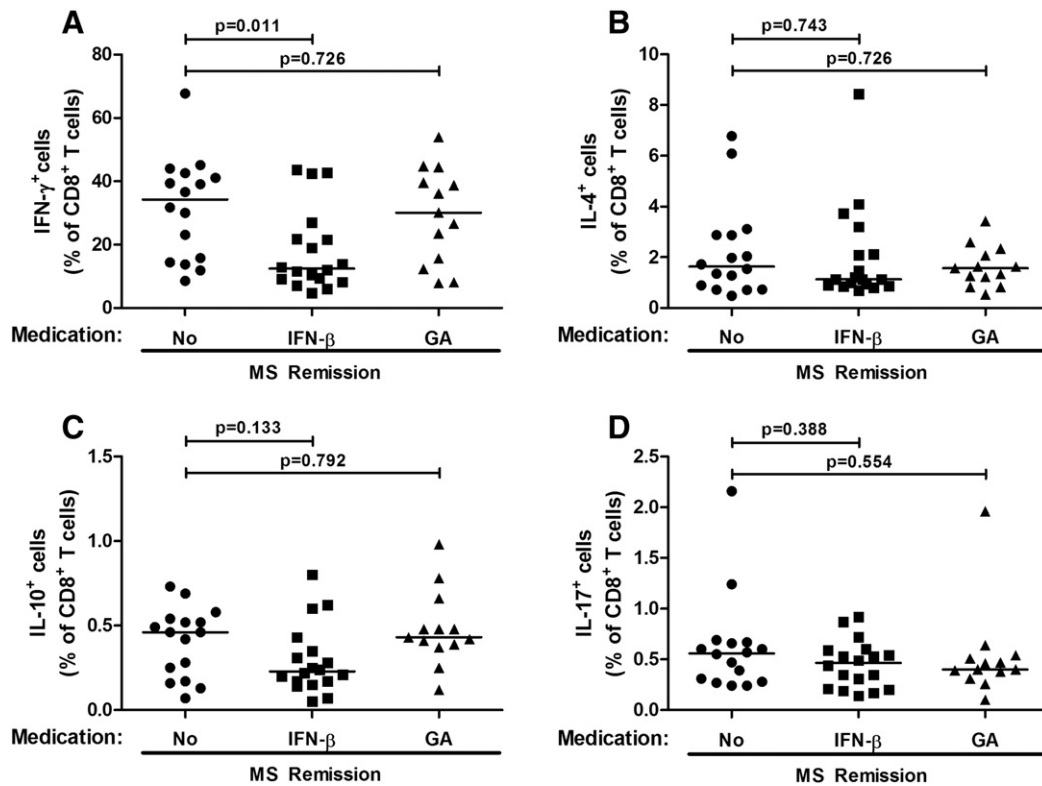 A
p=0.011
p=0.726
80
60
40
20
0
IFN-γ⁺ cells
(% of CD8⁺ T cells)
Medication: No IFN-β GA
MS Remission
B
p=0.743
p=0.726
10
8
6
4
2
0
IL-4⁺ cells
(% of CD8⁺ T cells)
Medication: No IFN-β GA
MS Remission
C
p=0.133
p=0.792
1.5
1.0
0.5
0.0
IL-10⁺ cells
(% of CD8⁺ T cells)
Medication: No IFN-β GA
MS Remission
D
p=0.388
p=0.554
2.5
2.0
1.5
1.0
0.5
0.0
IL-17⁺ cells
(% of CD8⁺ T cells)
Medication: No IFN-β GA
MS Remission